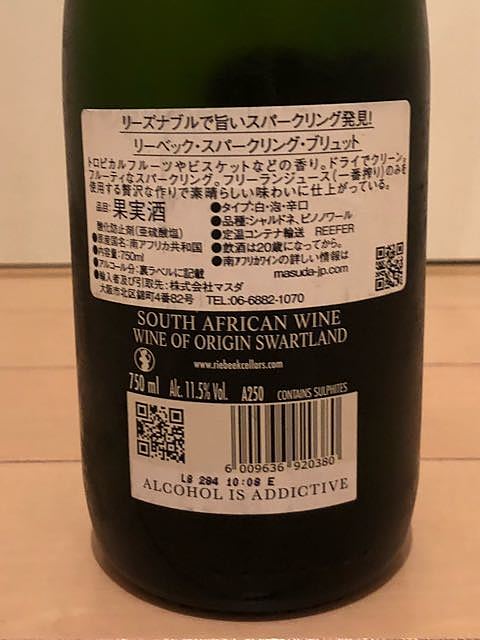 リーズナブルで旨いスパークリング発見!
リーベック・スパークリング・ブリュット
トロピカルフルーツやビスケットなどの香り。ドライでクリーン。
フルーティなスパークリング。フリーランジュース(一番搾り)のみを
使用する贅沢な作りで素晴らしい味わいに仕上がっている。
品目:果実酒
酸化防止剤(亜硫酸塩)
●原産国名:南アフリカ共和国
●内容量:750ml
●アルコール分:裏ラベルに記載
●輸入者及び引取先:株式会社マスダ
大阪市北区錦町4番82号 TEL:06-6882-1070
●タイプ:白・泡・辛口
●品種:シャルドネ、ピノノワール
●定温コンテナ輸送 REEFER
●飲酒は20歳になってから。
●南アフリカワインの詳しい情報は
masuda-jp.com
SOUTH AFRICAN WINE
WINE OF ORIGIN SWARTLAND
www.riebeekcellars.com
750 ml Alc. 11.5% Vol. A250 CONTAINS SULPHITES
6 009636 920380
L8 284 10:08 E
ALCOHOL IS ADDICTIVE